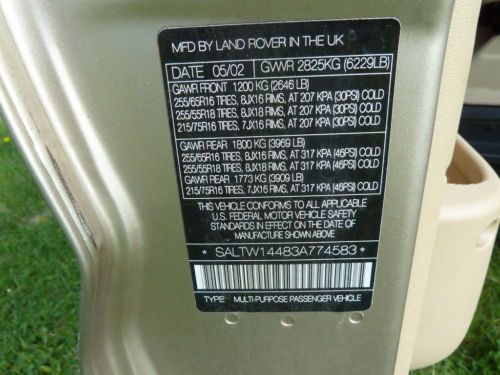 MFD BY LAND ROVER IN THE UK
DATE 05/02 GVWR 2825KG (6229LB)
GAWR FRONT 1200 KG (2646 LB)
255/65R16 TIRES, 8JX16 RIMS, AT 207 KPA (30PSI) COLD
255/55R18 TIRES, 8JX18 RIMS, AT 207 KPA (30PSI) COLD
215/75R16 TIRES, 7JX16 RIMS, AT 207 KPA (30PSI) COLD
GAWR REAR 1800 KG (3969 LB)
255/65R16 TIRES, 8JX16 RIMS, AT 317 KPA (46PSI) COLD
255/55R18 TIRES, 8JX18 RIMS, AT 317 KPA (46PSI) COLD
GAWR REAR 1773 KG (3909 LB)
215/75R16 TIRES, 7JX16 RIMS, AT 317 KPA (46PSI) COLD
THIS VEHICLE CONFORMS TO ALL APPLICABLE
U.S. FEDERAL MOTOR VEHICLE SAFETY
STANDARDS IN EFFECT ON THE DATE OF
MANUFACTURE SHOWN ABOVE
* SALTW14483A774583 *
TYPE: MULTI-PURPOSE PASSENGER VEHICLE